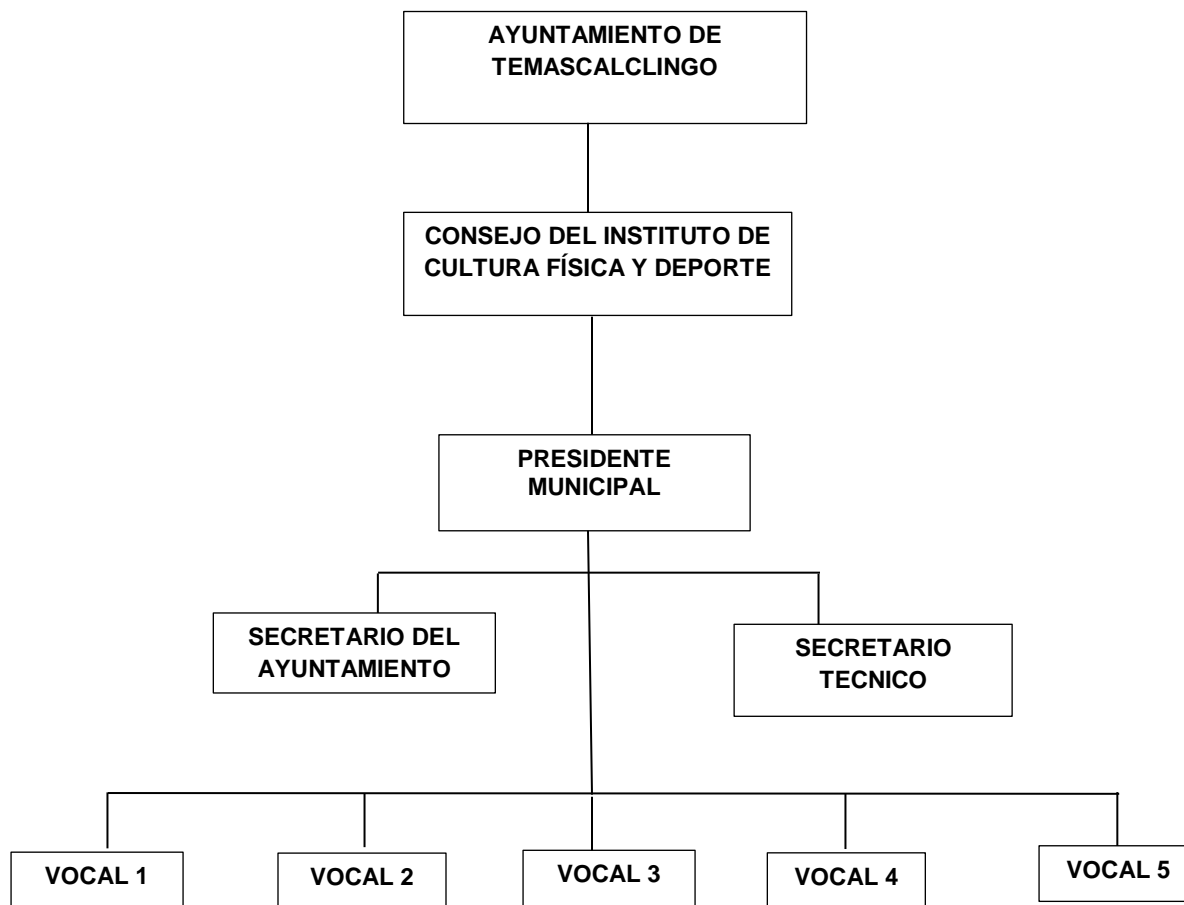 AYUNTAMIENTO DE
TEMASCALCLINGO
CONSEJO DEL INSTITUTO DE
CULTURA FÍSICA Y DEPORTE
PRESIDENTE
MUNICIPAL
SECRETARIO DEL
AYUNTAMIENTO
SECRETARIO
TECNICO
VOCAL 1
VOCAL 2
VOCAL 3
VOCAL 4
VOCAL 5